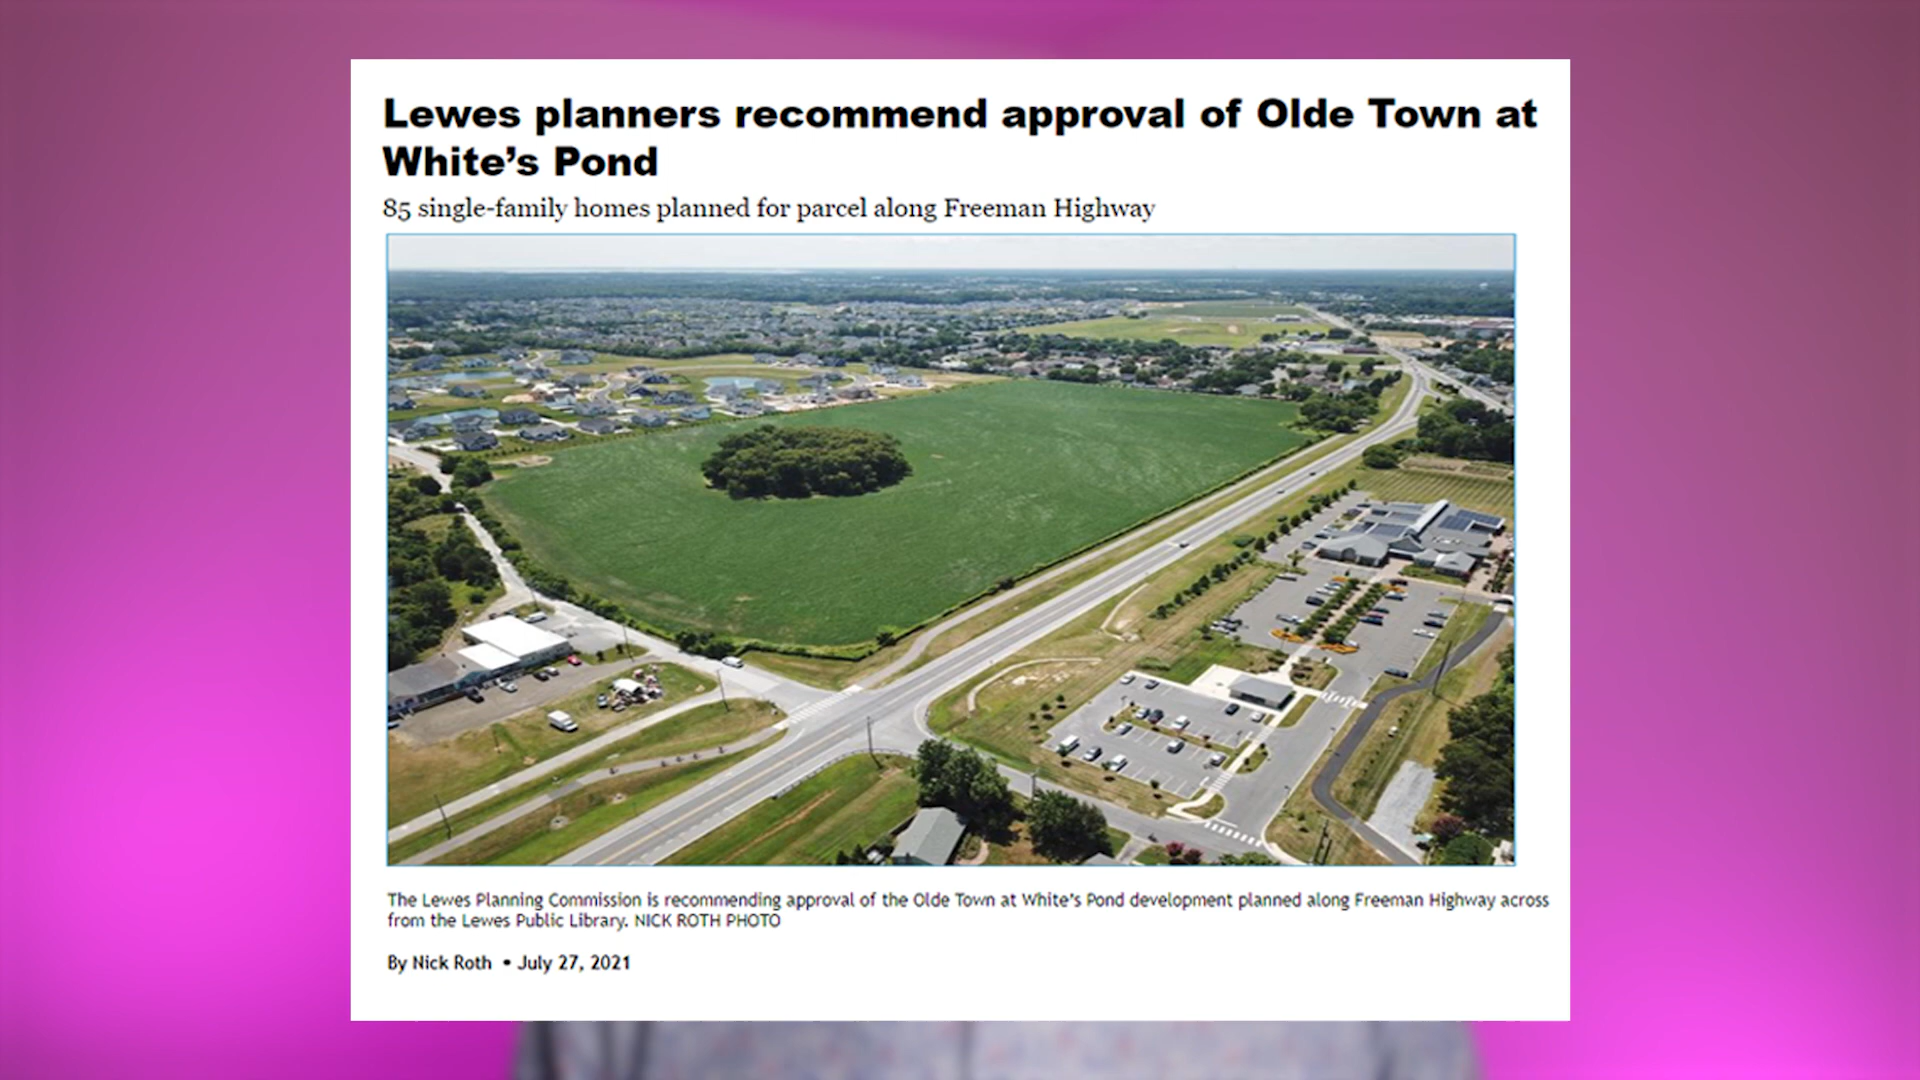 Lewes planners recommend approval of Olde Town at
White's Pond
85 single-family homes planned for parcel along Freeman Highway
The Lewes Planning Commission is recommending approval of the Olde Town at White's Pond development planned along Freeman Highway across
from the Lewes Public Library. NICK ROTH PHOTO
By Nick Roth • July 27, 2021